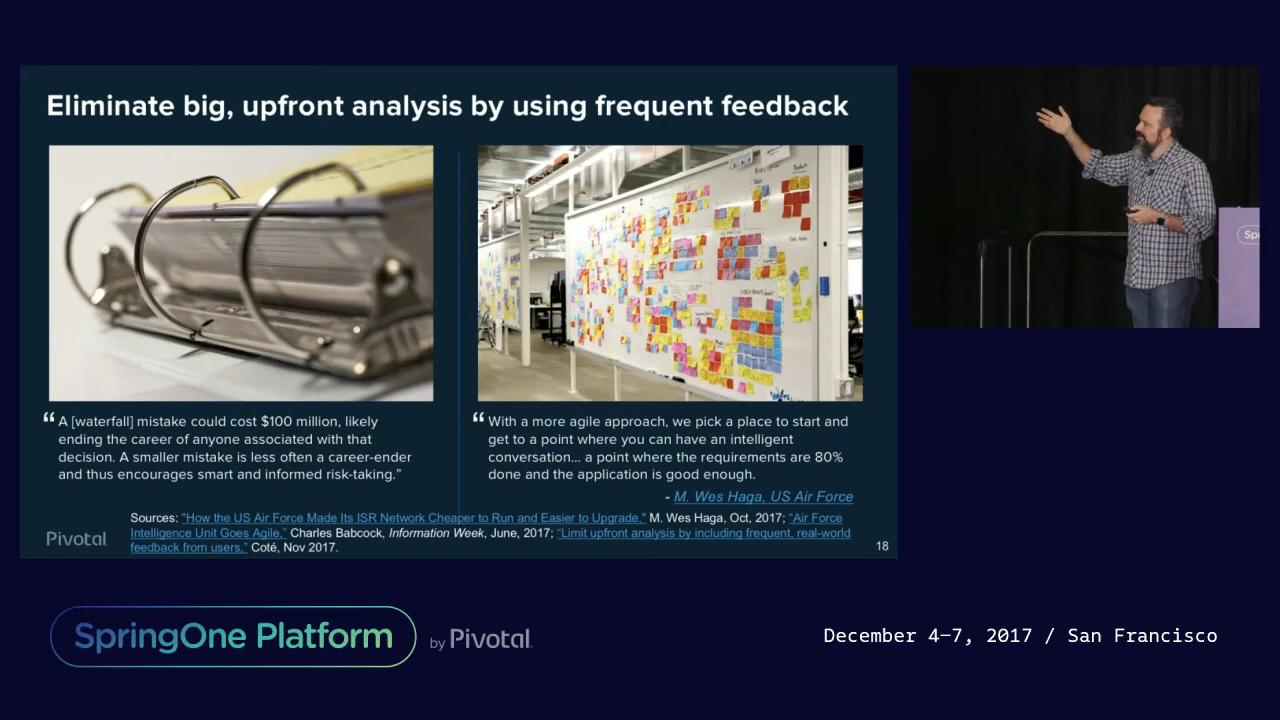 Eliminate big, upfront analysis by using frequent feedback
“ A [waterfall] mistake could cost $100 million, likely
ending the career of anyone associated with that
decision. A smaller mistake is less often a career-ender
and thus encourages smart and informed risk-taking.”
“ With a more agile approach, we pick a place to start and
get to a point where you can have an intelligent
conversation... a point where the requirements are 80%
done and the application is good enough.
- M. Wes Haga, US Air Force
Sources: "How the US Air Force Made Its ISR Network Cheaper to Run and Easier to Upgrade," M. Wes Haga, Oct, 2017; “Air Force
Intelligence Unit Goes Agile,” Charles Babcock, Information Week, June, 2017; “Limit upfront analysis by including frequent, real-world
feedback from users,” Coté, Nov 2017.
Pivotal
18
SpringOne Platform
by Pivotal.
December 4–7, 2017 / San Francisco